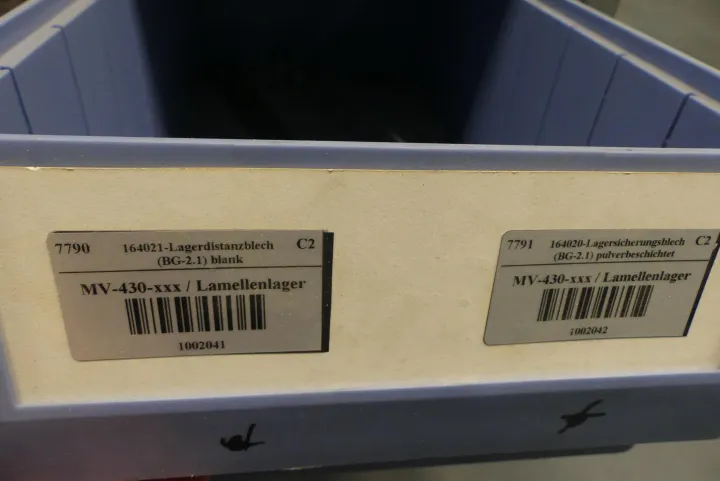 7790 164021-Lagerdistanzblech C2
(BG-2.1) blank
MV-430-xxx / Lamellenlager
1002041
7791 164020-Lagersicherungsblech C2
(BG-2.1) pulverbeschichtet
MV-430-xxx / Lamellenlager
1002042